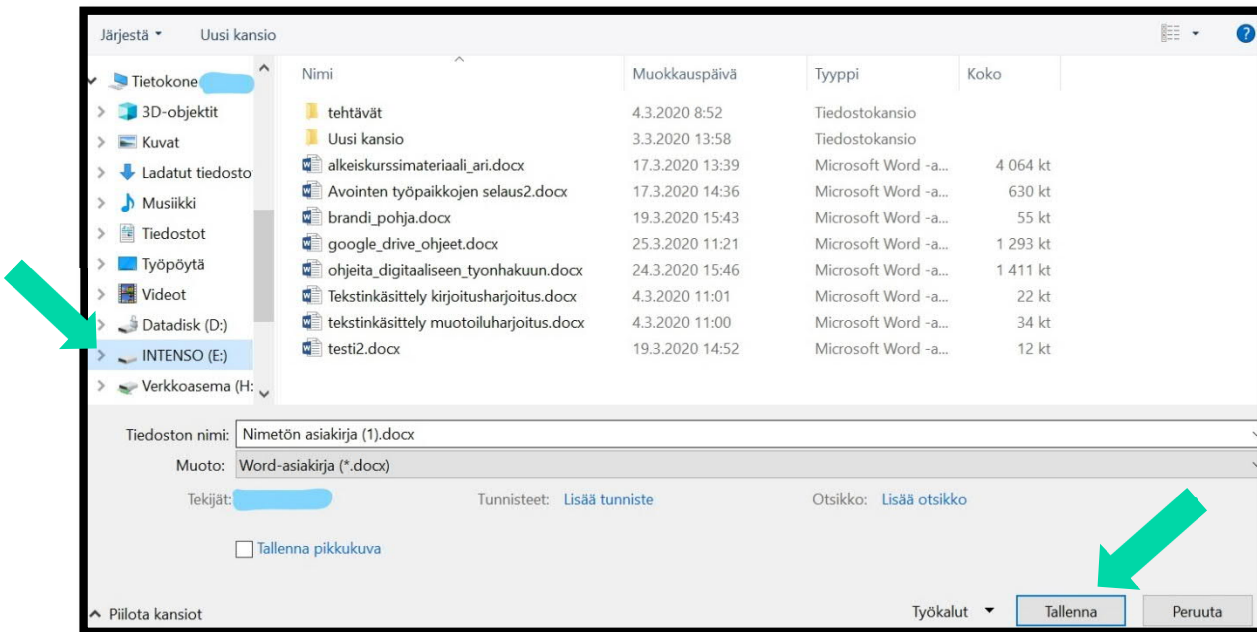 Järjestä Uusi kansio ?
Nimi Muokkauspäivä Tyyppi Koko
Tietokone
3D-objektit
Kuvat
Ladatut tiedosto
Musiikki
Tiedostot
Työpöytä
Videot
Datadisk (D:)
INTENSO (E:)
Verkkoasema (H:
tehtävät 4.3.2020 8:52 Tiedostokansio
Uusi kansio 3.3.2020 13:58 Tiedostokansio
alkeiskurssimateriaali_ari.docx 17.3.2020 13:39 Microsoft Word -a... 4 064 kt
Avointen työpaikkojen selaus2.docx 17.3.2020 14:36 Microsoft Word -a... 630 kt
brandi_pohja.docx 19.3.2020 15:43 Microsoft Word -a... 55 kt
google_drive_ohjeet.docx 25.3.2020 11:21 Microsoft Word -a... 1 293 kt
ohjeita_digitaaliseen_tyonhakuun.docx 24.3.2020 15:46 Microsoft Word -a... 1 411 kt
Tekstinkäsittely kirjoitusharjoitus.docx 4.3.2020 11:01 Microsoft Word -a... 22 kt
tekstinkäsittely muotoiluharjoitus.docx 4.3.2020 11:00 Microsoft Word -a... 34 kt
testi2.docx 19.3.2020 14:52 Microsoft Word -a... 12 kt
Tiedoston nimi: Nimetön asiakirja (1).docx
Muoto: Word-asiakirja (*.docx)
Tekijät: Tunnisteet: Lisää tunniste Otsikko: Lisää otsikko
Tallenna pikkukuva
Piilota kansiot Työkalut Tallenna Peruuta